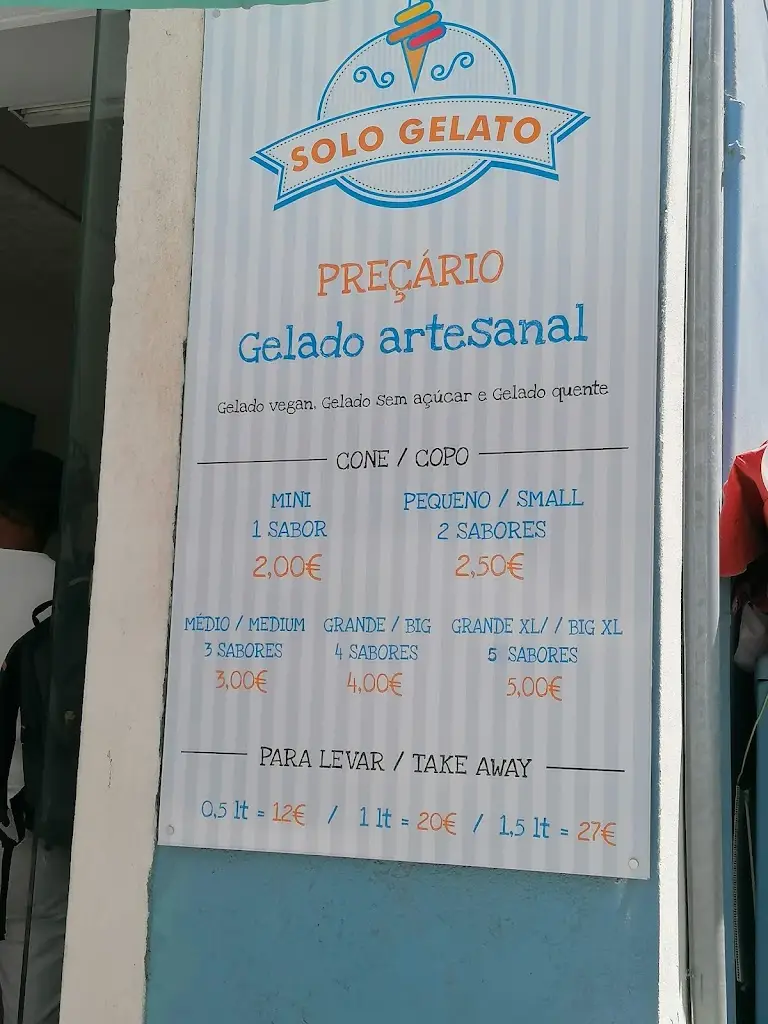 SOLO GELATO
PREÇÁRIO
Gelado artesanal
Gelado vegan, Gelado sem açúcar e Gelado quente
CONE / COPO
MINI PEQUENO / SMALL
1 SABOR 2 SABORES
2,00€ 2,50€
MÉDIO / MEDIUM GRANDE / BIG GRANDE XL/ / BIG XL
3 SABORES 4 SABORES 5 SABORES
3,00€ 4,00€ 5,00€
PARA LEVAR / TAKE AWAY
0,5 lt = 12€ / 1 lt = 20€ / 1,5 lt = 27€